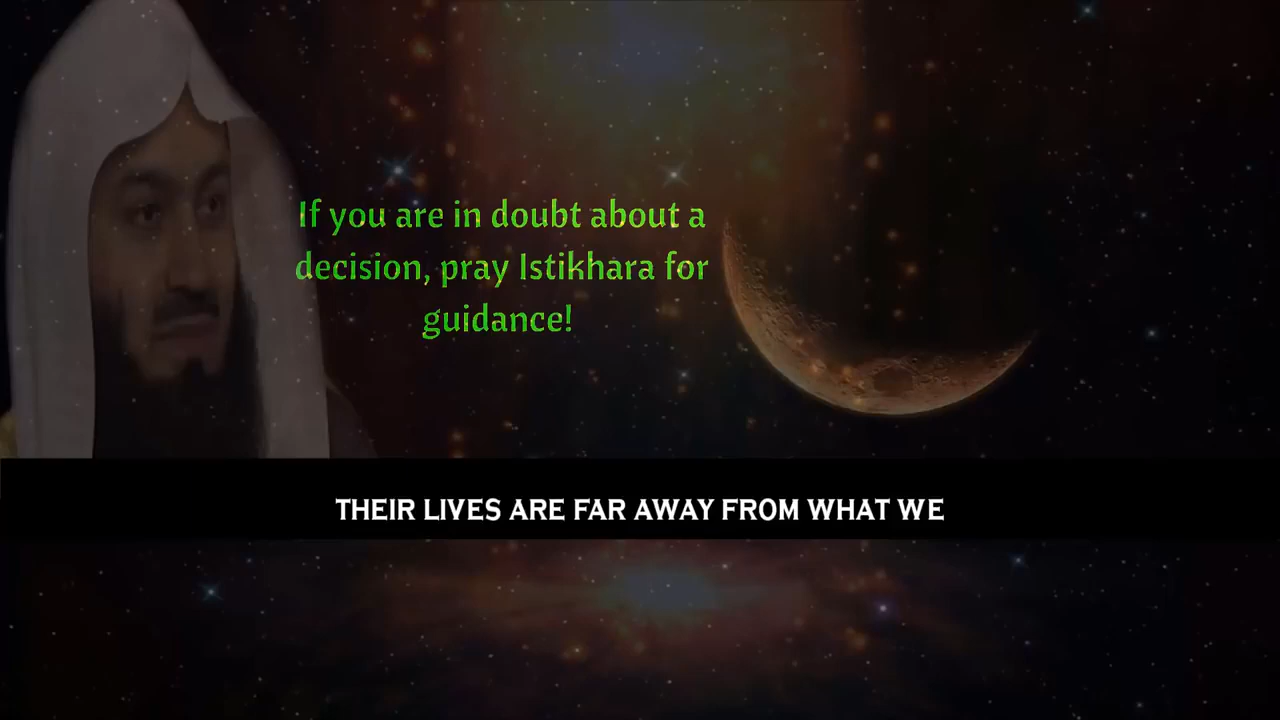 If you are in doubt about a
decision, pray Istikhara for
guidance!
THEIR LIVES ARE FAR AWAY FROM WHAT WE